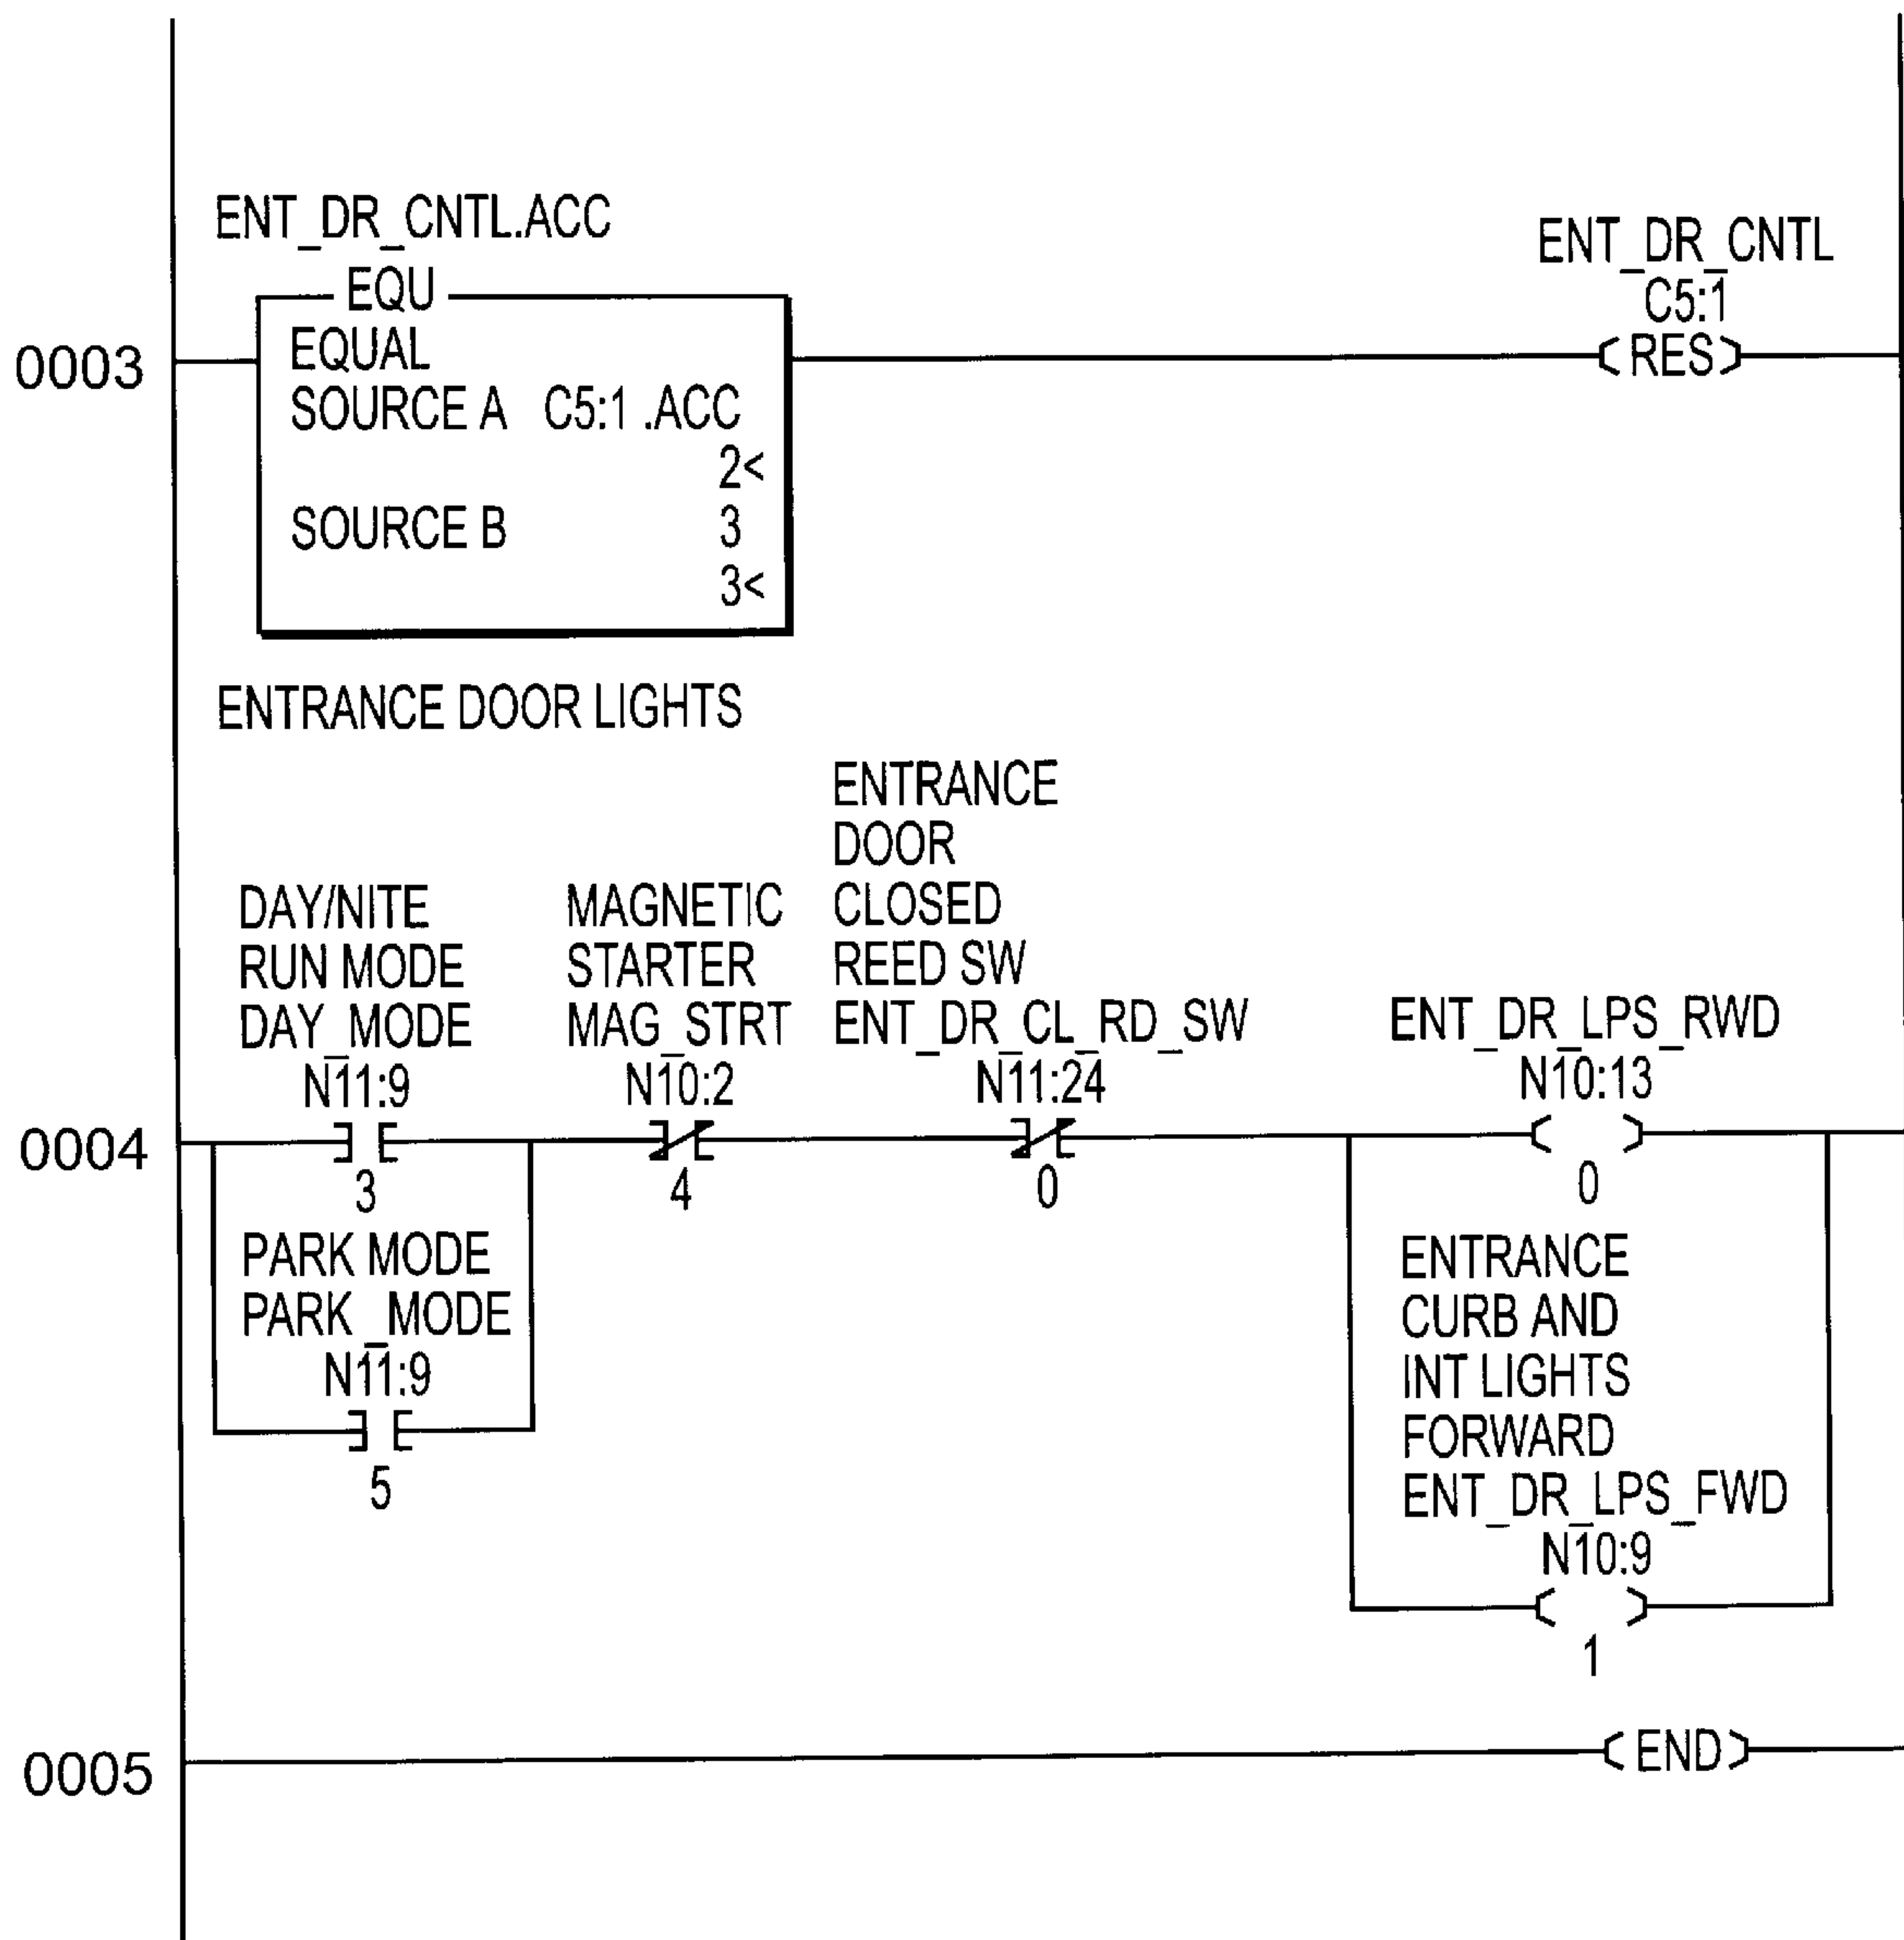 ENT_DR_CNTL.ACC
EQU
EQUAL
SOURCE A C5:1 .ACC
2<
SOURCE B 3
3<
0003
ENT_DR_CNTL
C5:1
RES
ENTRANCE DOOR LIGHTS
DAY/NITE
RUN MODE
DAY_MODE
N11:9
3
MAGNETIC
STARTER
MAG_STRT
N10:2
4
ENTRANCE
DOOR
CLOSED
REED SW
ENT_DR_CL_RD_SW
N11:24
0
ENT_DR_LPS_RWD
N10:13
0
0004
PARK MODE
PARK_MODE
N11:9
5
ENTRANCE
CURB AND
INT LIGHTS
FORWARD
ENT_DR_LPS_FWD
N10:9
1
0005
END